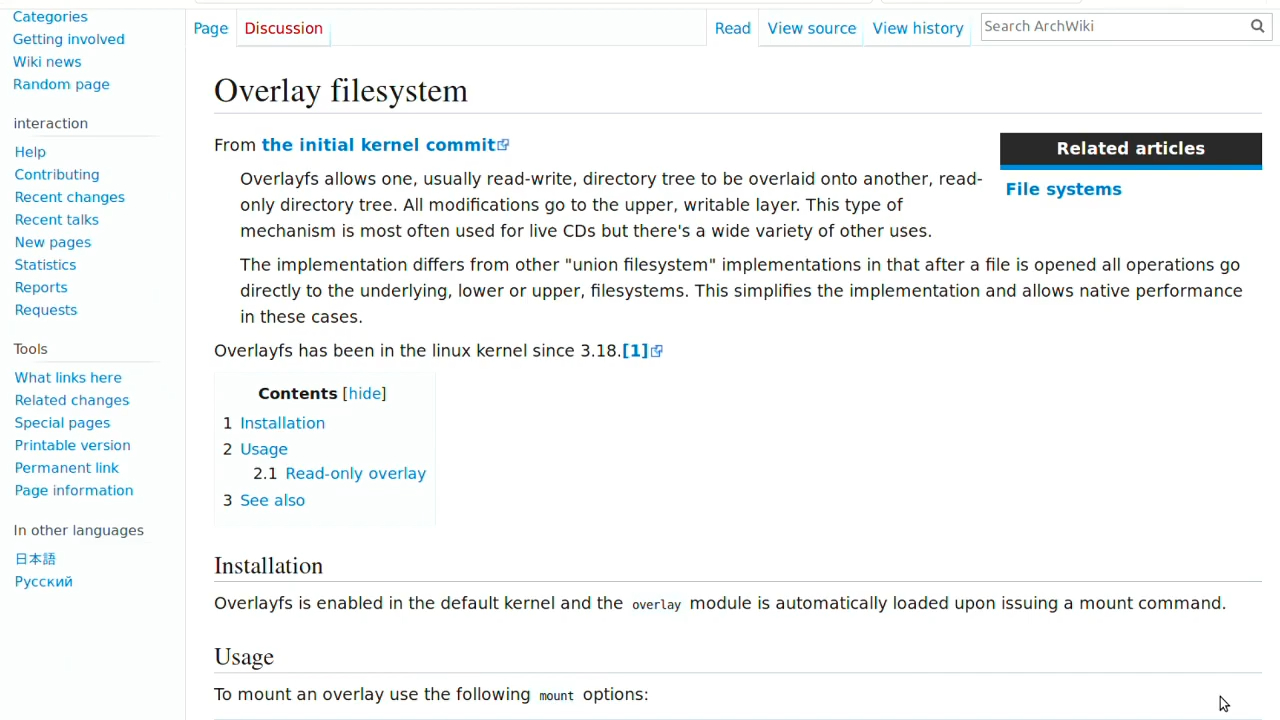 Categories
Getting involved
Wiki news
Random page
interaction
Help
Contributing
Recent changes
Recent talks
New pages
Statistics
Reports
Requests
Tools
What links here
Related changes
Special pages
Printable version
Permanent link
Page information
In other languages
日本語
Русский
Page Discussion Read View source View history Search ArchWiki
Overlay filesystem
From the initial kernel commit
Related articles
File systems
Overlayfs allows one, usually read-write, directory tree to be overlaid onto another, read-
only directory tree. All modifications go to the upper, writable layer. This type of
mechanism is most often used for live CDs but there's a wide variety of other uses.
The implementation differs from other "union filesystem" implementations in that after a file is opened all operations go
directly to the underlying, lower or upper, filesystems. This simplifies the implementation and allows native performance
in these cases.
Overlayfs has been in the linux kernel since 3.18.[1]
Contents [hide]
1 Installation
2 Usage
2.1 Read-only overlay
3 See also
Installation
Overlayfs is enabled in the default kernel and the overlay module is automatically loaded upon issuing a mount command.
Usage
To mount an overlay use the following mount options: